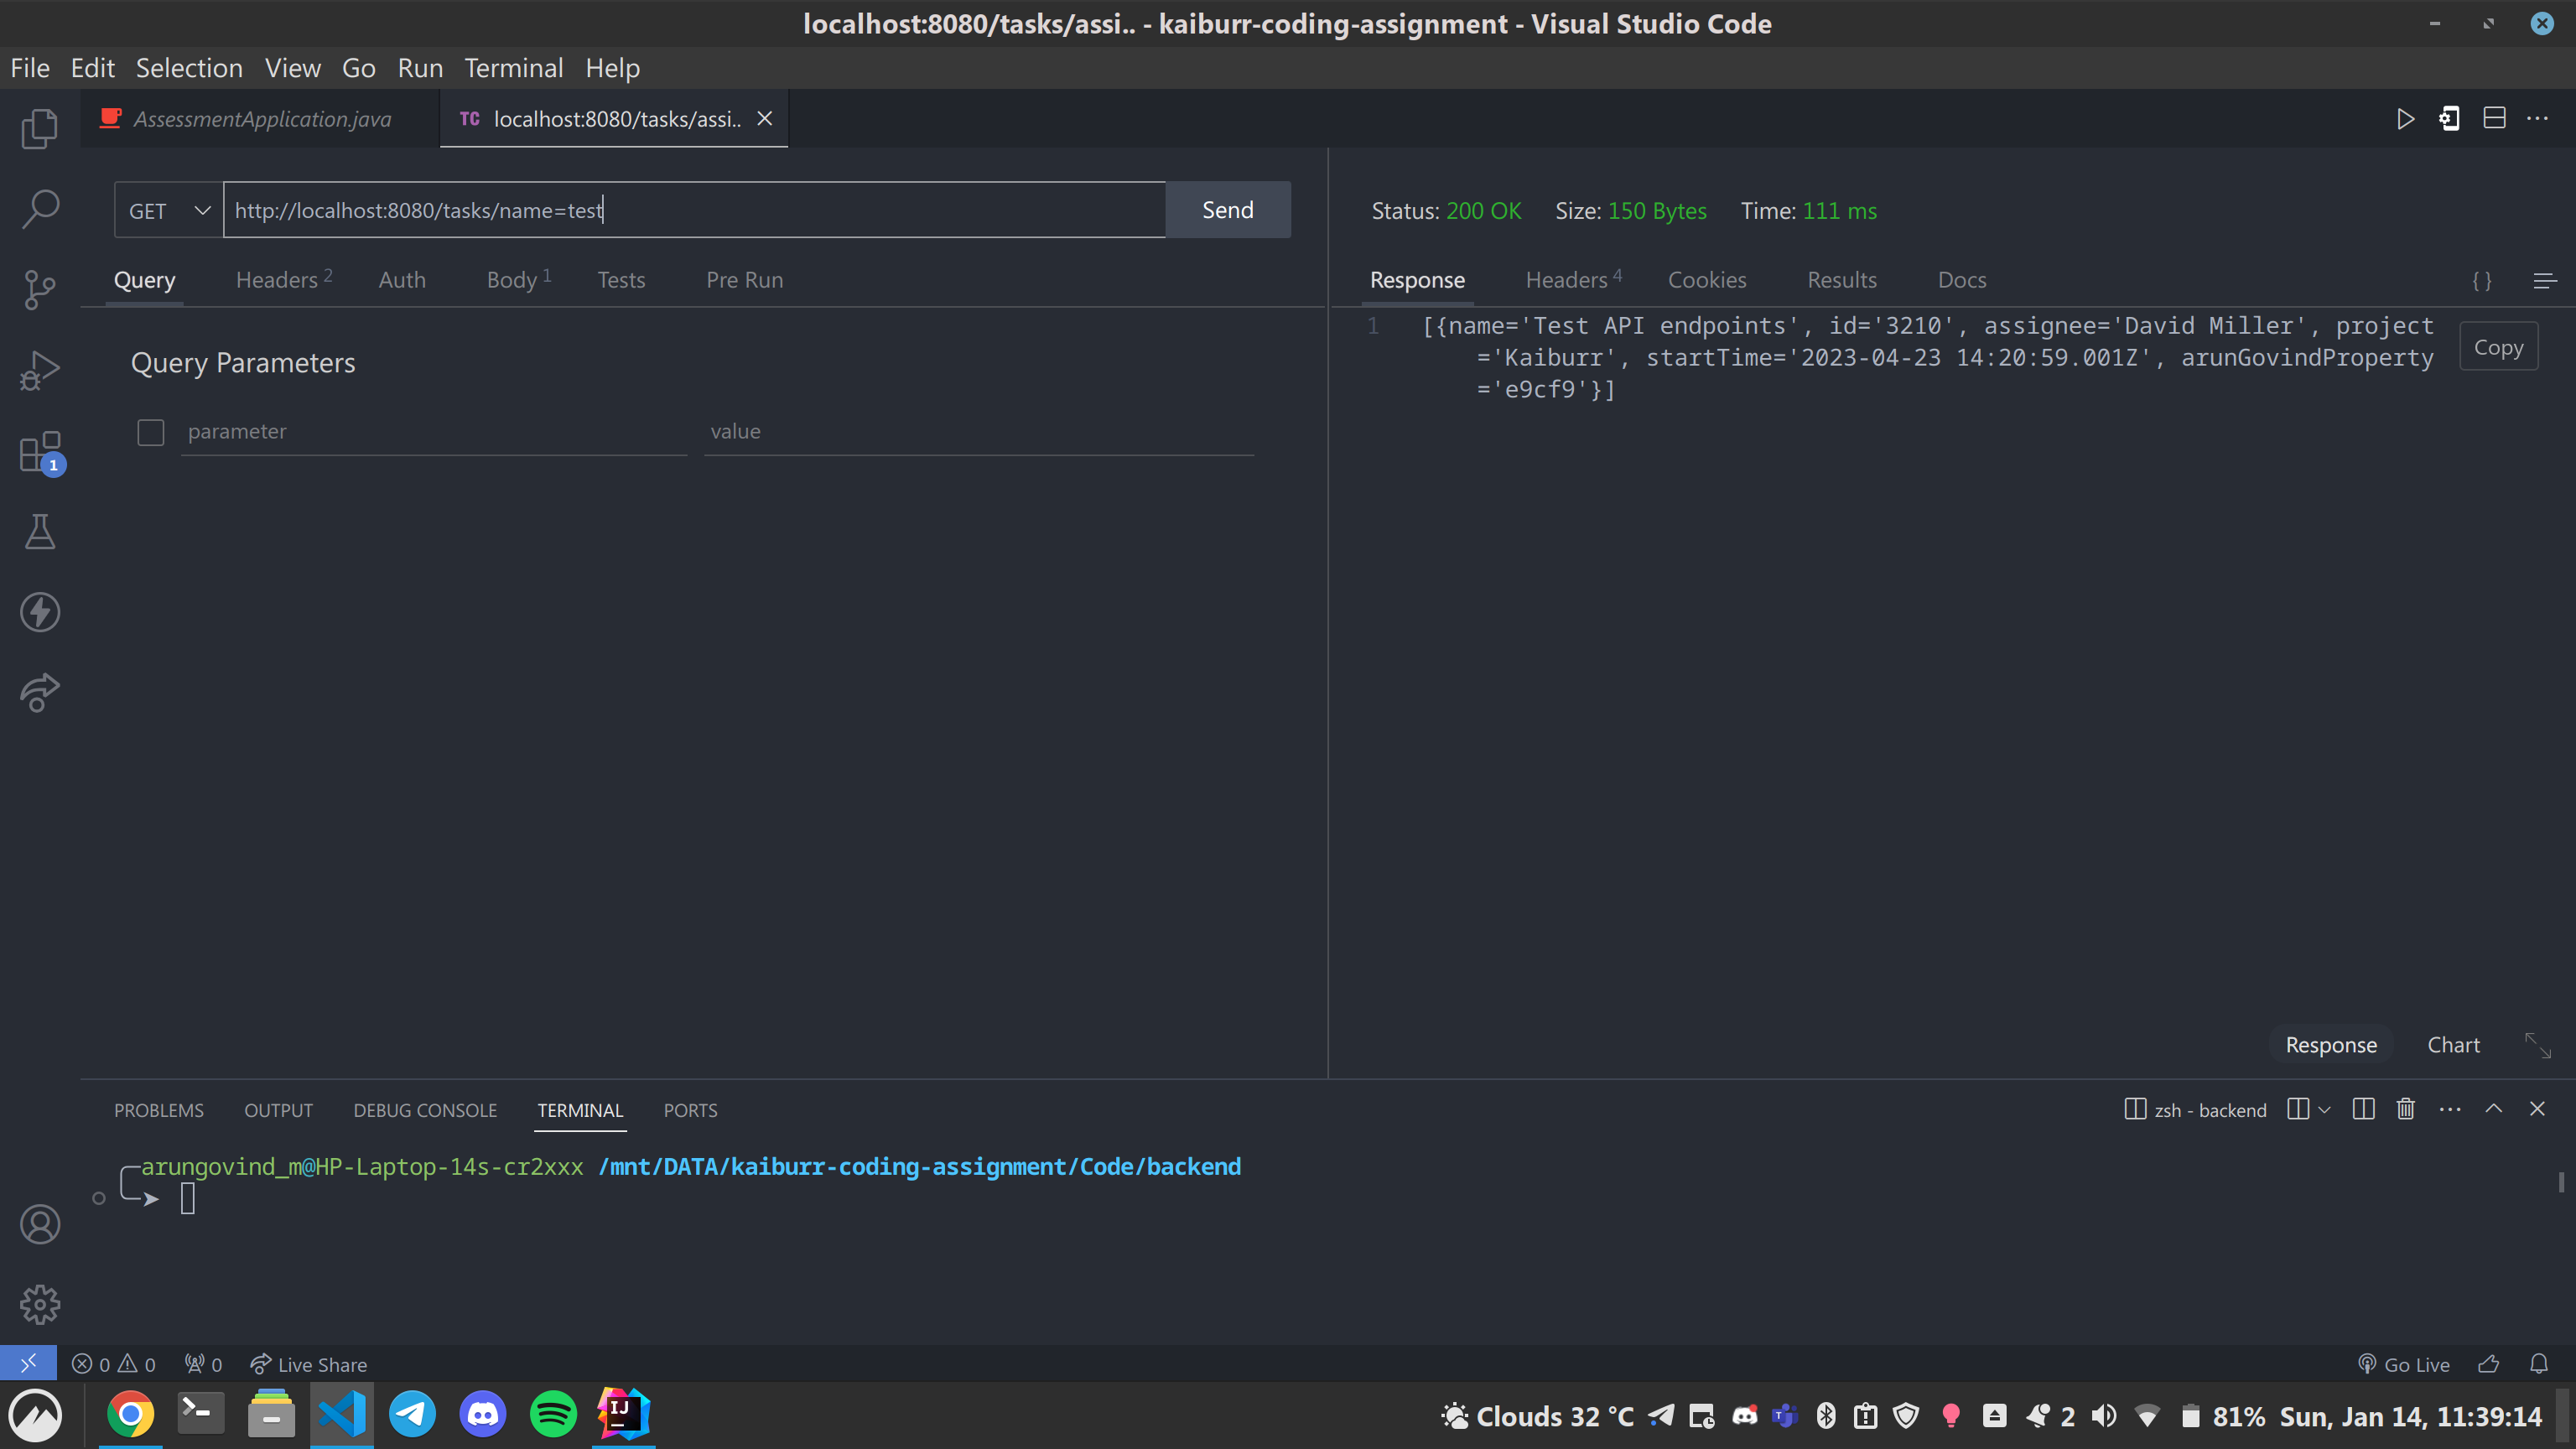 localhost:8080/tasks/assi.. - kaiburr-coding-assignment - Visual Studio Code
File Edit Selection View Go Run Terminal Help
AssessmentApplication.java
TC localhost:8080/tasks/assi..
GET http://localhost:8080/tasks/name=test Send
Query Headers 2 Auth Body 1 Tests Pre Run
Query Parameters
parameter value
Status: 200 OK Size: 150 Bytes Time: 111 ms
Response Headers 4 Cookies Results Docs
{ }
1 [{name='Test API endpoints', id='3210', assignee='David Miller', project
='Kaiburr', startTime='2023-04-23 14:20:59.001Z', arunGovindProperty
='e9cf9'}]
Copy
Response Chart
1
PROBLEMS OUTPUT DEBUG CONSOLE TERMINAL PORTS
zsh - backend
arungovind_m@HP-Laptop-14s-cr2xxx /mnt/DATA/kaiburr-coding-assignment/Code/backend
0 0 0 Live Share
Go Live
IJ
Clouds 32 °C 2 81% Sun, Jan 14, 11:39:14